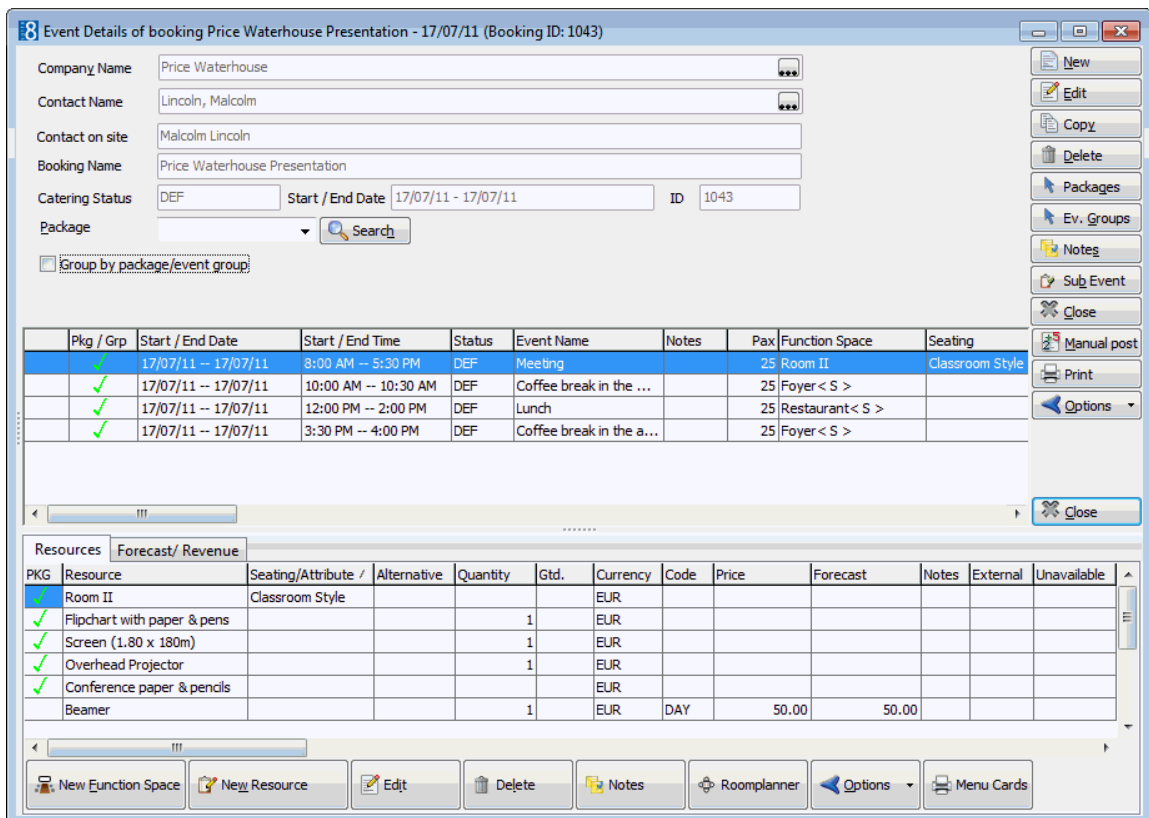 8 Event Details of booking Price Waterhouse Presentation - 17/07/11 (Booking ID: 1043)
Company Name Price Waterhouse
Contact Name Lincoln, Malcolm
Contact on site Malcolm Lincoln
Booking Name Price Waterhouse Presentation
Catering Status DEF Start / End Date 17/07/11 - 17/07/11 ID 1043
Package Search
Group by package/event group
New
Edit
Copy
Delete
Packages
Ev. Groups
Notes
Sub Event
Close
Manual post
Print
Options
Close
Pkg / Grp Start / End Date Start / End Time Status Event Name Notes Pax Function Space Seating
17/07/11 -- 17/07/11 8:00 AM -- 5:30 PM DEF Meeting 25 Room II Classroom Style
17/07/11 -- 17/07/11 10:00 AM -- 10:30 AM DEF Coffee break in the ... 25 Foyer< S >
17/07/11 -- 17/07/11 12:00 PM -- 2:00 PM DEF Lunch 25 Restaurant< S >
17/07/11 -- 17/07/11 3:30 PM -- 4:00 PM DEF Coffee break in the a... 25 Foyer< S >
Resources Forecast/ Revenue
PKG Resource Seating/Attribute Alternative Quantity Gtd. Currency Code Price Forecast Notes External Unavailable
Room II Classroom Style EUR
Flipchart with paper & pens 1 EUR
Screen (1.80 x 180m) 1 EUR
Overhead Projector 1 EUR
Conference paper & pencils EUR
Beamer 1 EUR DAY 50.00 50.00
New Function Space New Resource Edit Delete Notes Roomplanner Options Menu Cards